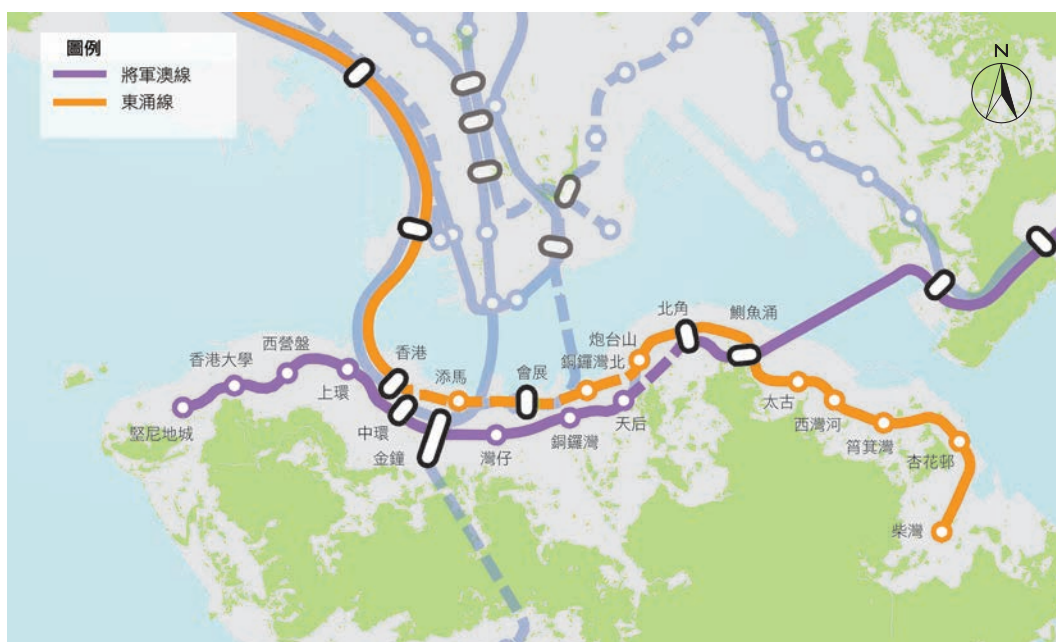 圖例
將軍澳線
東涌線
N
北角
鰂魚涌
炮台山
銅鑼灣北
香港
添馬
會展
西營盤
香港大學
上環
堅尼地城
中環
金鐘
灣仔
銅鑼灣
天后
太古
西灣河
筲箕灣
杏花邨
柴灣